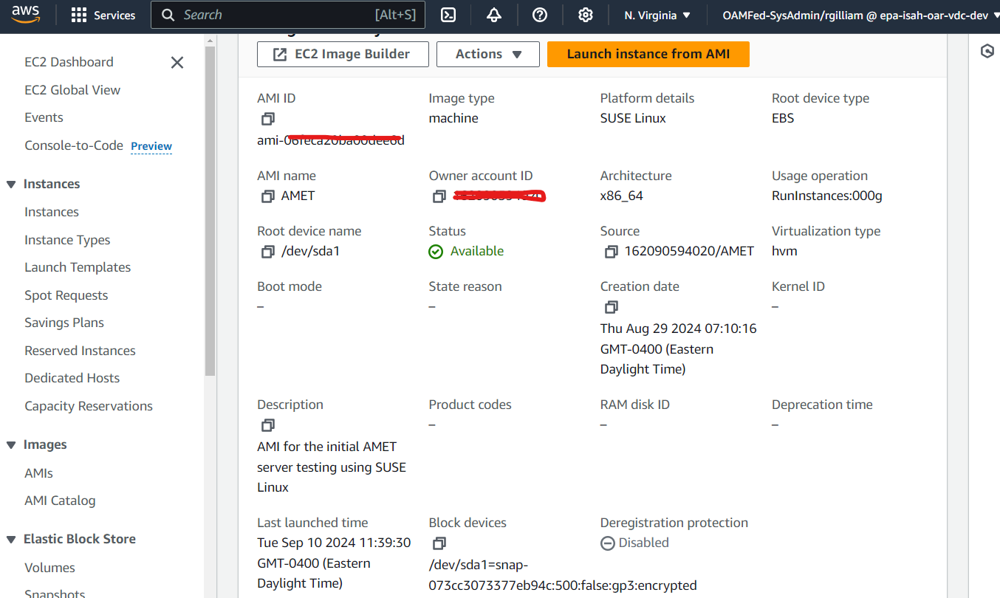 aws
Services
Search
[Alt+S]
N. Virginia
OAMFed-SysAdmin/rgilliam @ epa-isah-oar-vdc-dev
EC2 Dashboard
EC2 Global View
Events
Console-to-Code Preview
Instances
Instances
Instance Types
Launch Templates
Spot Requests
Savings Plans
Reserved Instances
Dedicated Hosts
Capacity Reservations
Images
AMIs
AMI Catalog
Elastic Block Store
Volumes
Snapshots
EC2 Image Builder
Actions
Launch instance from AMI
AMI ID
ami-
Image type
machine
Platform details
SUSE Linux
Root device type
EBS
AMI name
AMET
Owner account ID
Architecture
x86_64
Usage operation
RunInstances:000g
Root device name
/dev/sda1
Status
Available
Source
162090594020/AMET
Virtualization type
hvm
Boot mode
–
State reason
–
Creation date
Thu Aug 29 2024 07:10:16
GMT-0400 (Eastern
Daylight Time)
Kernel ID
–
Description
AMI for the initial AMET
server testing using SUSE
Linux
Product codes
–
RAM disk ID
–
Deprecation time
–
Last launched time
Tue Sep 10 2024 11:39:30
GMT-0400 (Eastern
Daylight Time)
Block devices
/dev/sda1=snap-
073cc3073377eb94c:500:false:gp3:encrypted
Deregistration protection
Disabled